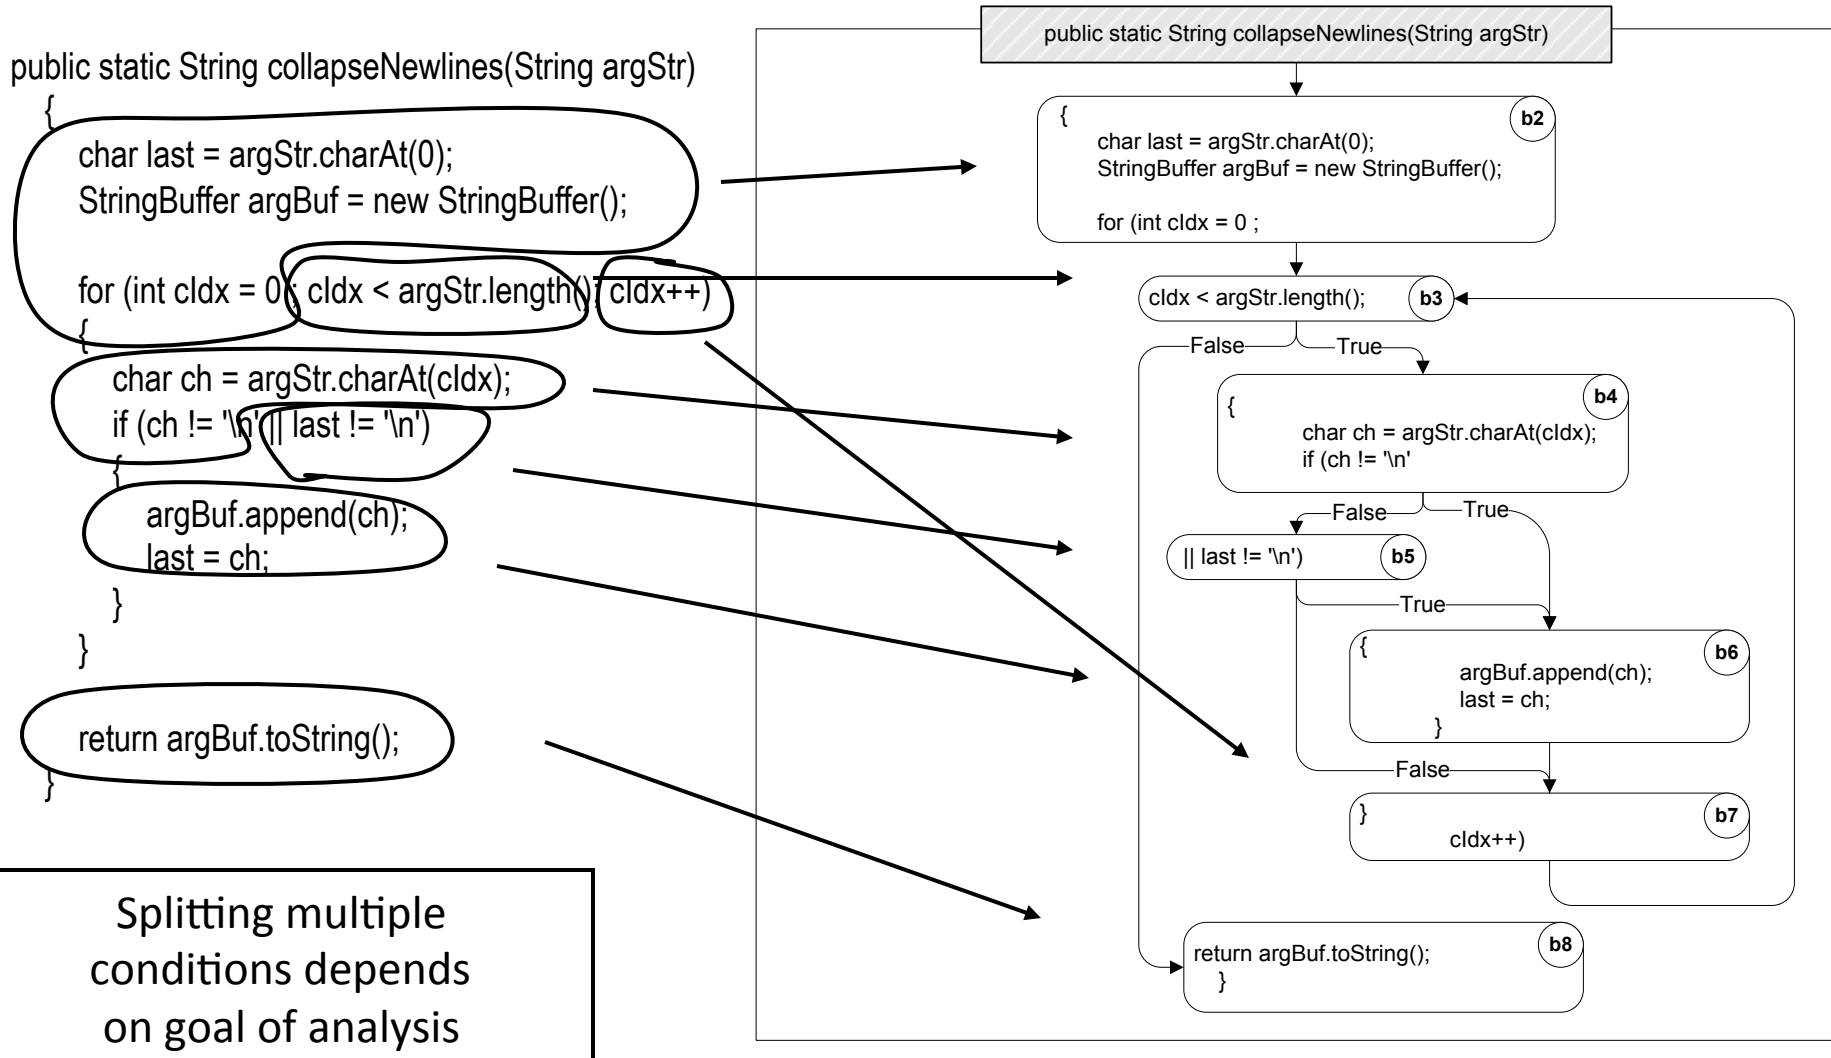 public static String collapseNewlines(String argStr)
{
char last = argStr.charAt(0);
StringBuffer argBuf = new StringBuffer();
for (int cIdx = 0 ; cIdx < argStr.length(); cIdx++)
{
char ch = argStr.charAt(cIdx);
if (ch != '\n' || last != '\n')
{
argBuf.append(ch);
last = ch;
}
}
return argBuf.toString();
}
Splitting multiple
conditions depends
on goal of analysis
public static String collapseNewlines(String argStr)
{
b2
char last = argStr.charAt(0);
StringBuffer argBuf = new StringBuffer();
for (int cIdx = 0 ;
cIdx < argStr.length();
b3
False
True
{
b4
char ch = argStr.charAt(cIdx);
if (ch != '\n'
False
True
|| last != '\n')
b5
True
{
b6
argBuf.append(ch);
last = ch;
}
False
}
b7
cIdx++)
return argBuf.toString();
b8
}